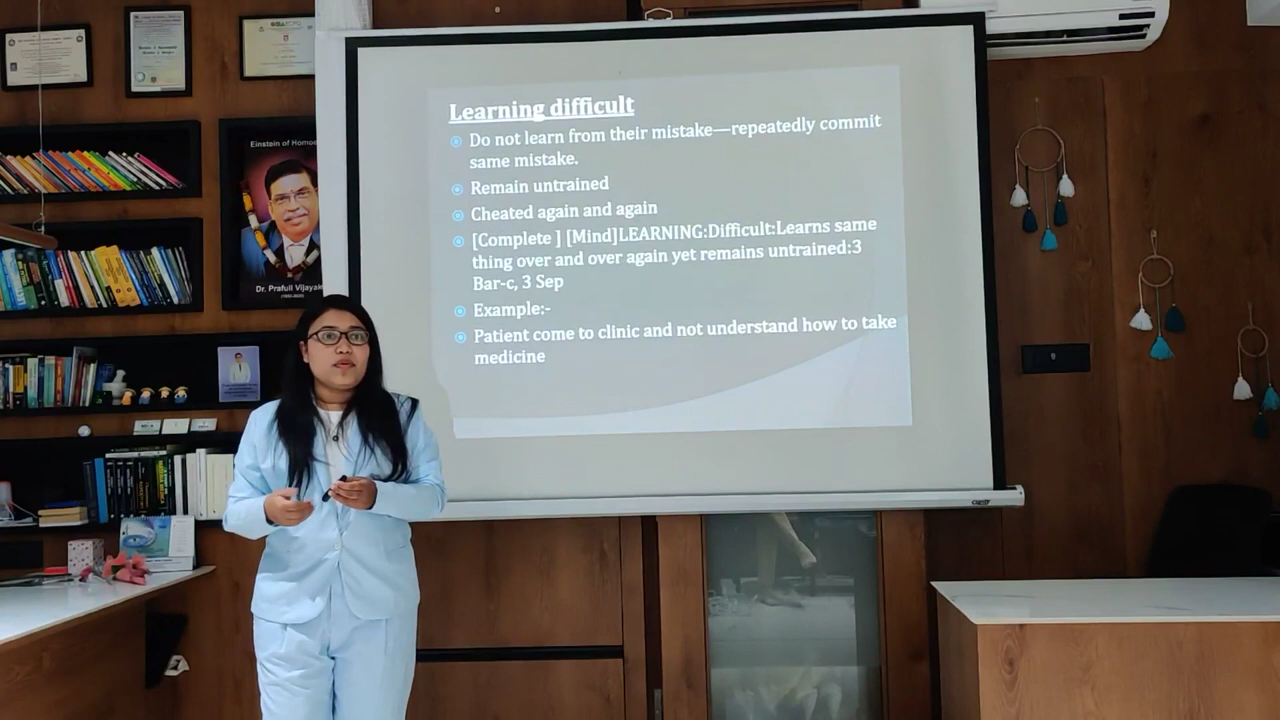 Learning difficult
Do not learn from their mistake—repeatedly commit
same mistake.
Remain untrained
Cheated again and again
[Complete ] [Mind]LEARNING:Difficult:Learns same
thing over and over again yet remains untrained:3
Bar-c, 3 Sep
Example:-
Patient come to clinic and not understand how to take
medicine
Einstein of Homoe
Dr. Prafull Vijayak